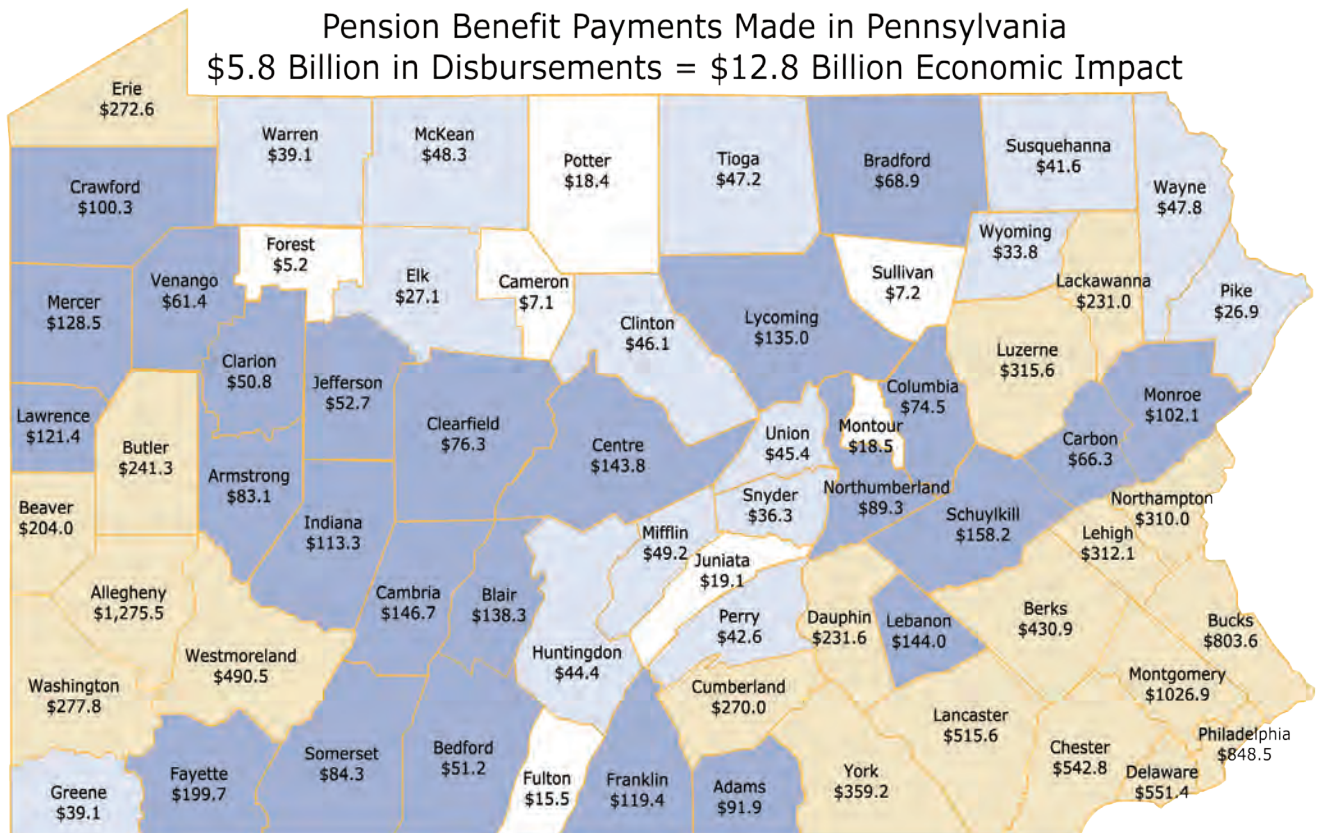 Pension Benefit Payments Made in Pennsylvania
$5.8 Billion in Disbursements = $12.8 Billion Economic Impact
Erie
$272.6
Warren
$39.1
McKean
$48.3
Potter
$18.4
Tioga
$47.2
Bradford
$68.9
Susquehanna
$41.6
Wayne
$47.8
Crawford
$100.3
Forest
$5.2
Venango
$61.4
Elk
$27.1
Cameron
$7.1
Sullivan
$7.2
Wyoming
$33.8
Lackawanna
$231.0
Pike
$26.9
Mercer
$128.5
Clinton
$46.1
Lycoming
$135.0
Luzerne
$315.6
Clarion
$50.8
Jefferson
$52.7
Columbia
$74.5
Monroe
$102.1
Lawrence
$121.4
Butler
$241.3
Clearfield
$76.3
Centre
$143.8
Union
$45.4
Montour
$18.5
Carbon
$66.3
Armstrong
$83.1
Beaver
$204.0
Indiana
$113.3
Snyder
$36.3
Northumberland
$89.3
Schuylkill
$158.2
Northampton
$310.0
Mifflin
$49.2
Lehigh
$312.1
Juniata
$19.1
Allegheny
$1,275.5
Cambria
$146.7
Blair
$138.3
Perry
$42.6
Dauphin
$231.6
Lebanon
$144.0
Berks
$430.9
Bucks
$803.6
Huntingdon
$44.4
Westmoreland
$490.5
Washington
$277.8
Cumberland
$270.0
Montgomery
$1026.9
Lancaster
$515.6
Philadelphia
$848.5
Chester
$542.8
Delaware
$551.4
Somerset
$84.3
Bedford
$51.2
Fayette
$199.7
Fulton
$15.5
Franklin
$119.4
Adams
$91.9
York
$359.2
Greene
$39.1